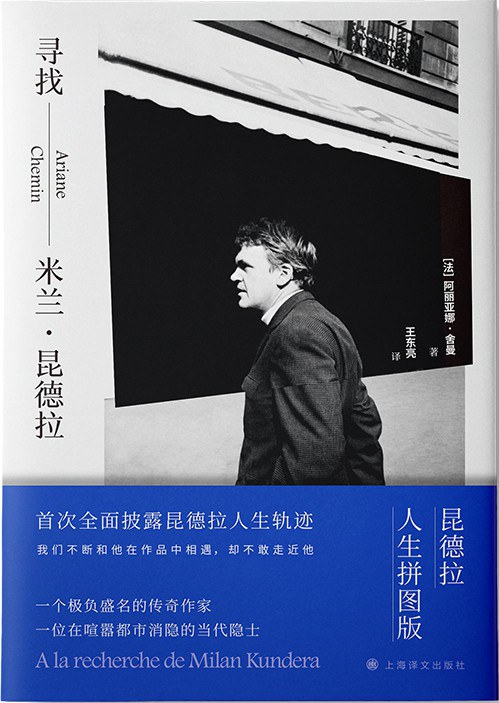 寻找
Ariane
Chemin
米兰·昆德拉
[法] 阿丽亚娜·舍曼 著
王东亮 译
首次全面披露昆德拉人生轨迹
我们不断和他在作品中相遇，却不敢走近他
一个极负盛名的传奇作家
一位在喧嚣都市消隐的当代隐士
A la recherche de Milan Kundera
昆德拉
人生拼图版
上海译文出版社